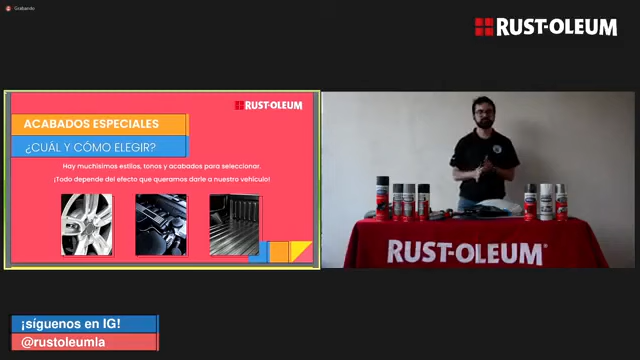 Grabando
RUST-OLEUM
RUST-OLEUM
ACABADOS ESPECIALES
¿CUÁL Y CÓMO ELEGIR?
Hay muchísimos estilos, tonos y acabados para seleccionar.
¡Todo depende del efecto que queramos darle a nuestro vehículo!
RUST-OLEUM
¡síguenos en IG!
@rustoleumla